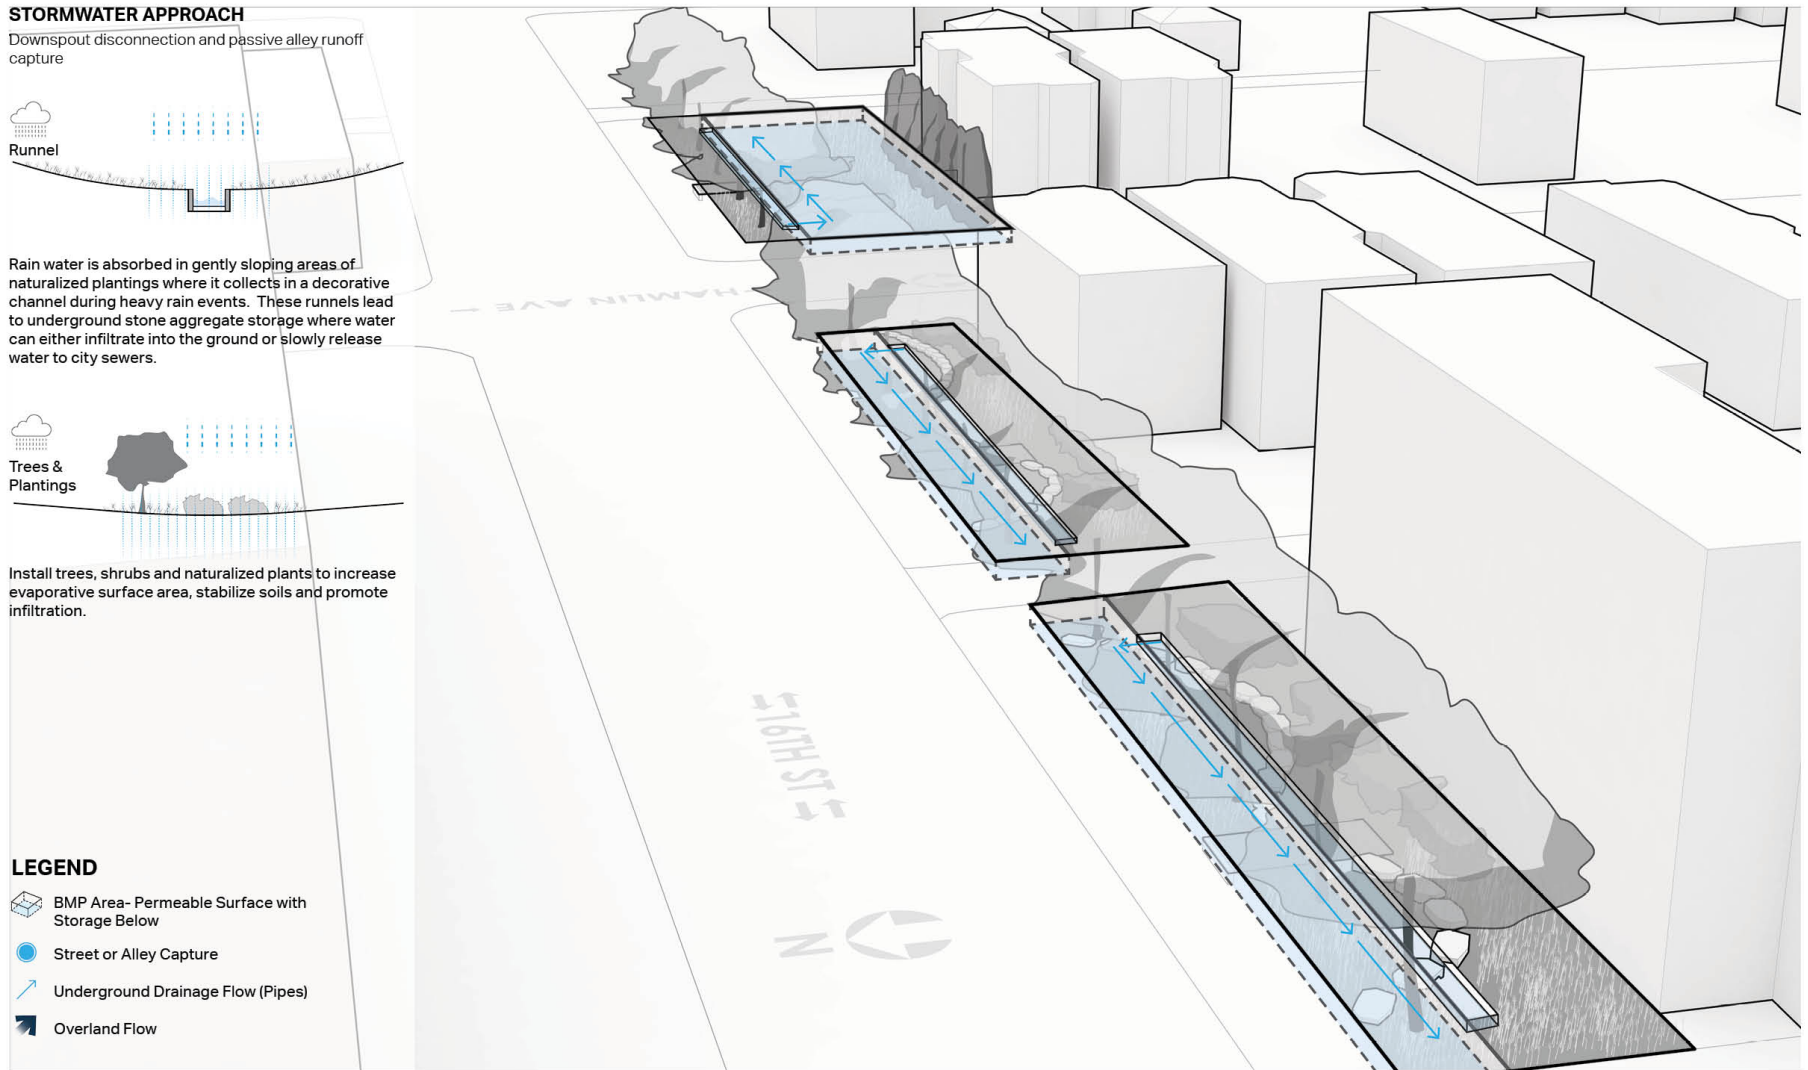 STORMWATER APPROACH
Downspout disconnection and passive alley runoff
capture
Runnel
Rain water is absorbed in gently sloping areas of
naturalized plantings where it collects in a decorative
channel during heavy rain events. These runnels lead
to underground stone aggregate storage where water
can either infiltrate into the ground or slowly release
water to city sewers.
Trees &
Plantings
Install trees, shrubs and naturalized plants to increase
evaporative surface area, stabilize soils and promote
infiltration.
LEGEND
BMP Area- Permeable Surface with
Storage Below
Street or Alley Capture
Underground Drainage Flow (Pipes)
Overland Flow
HAMLIN AVE
16TH ST
N